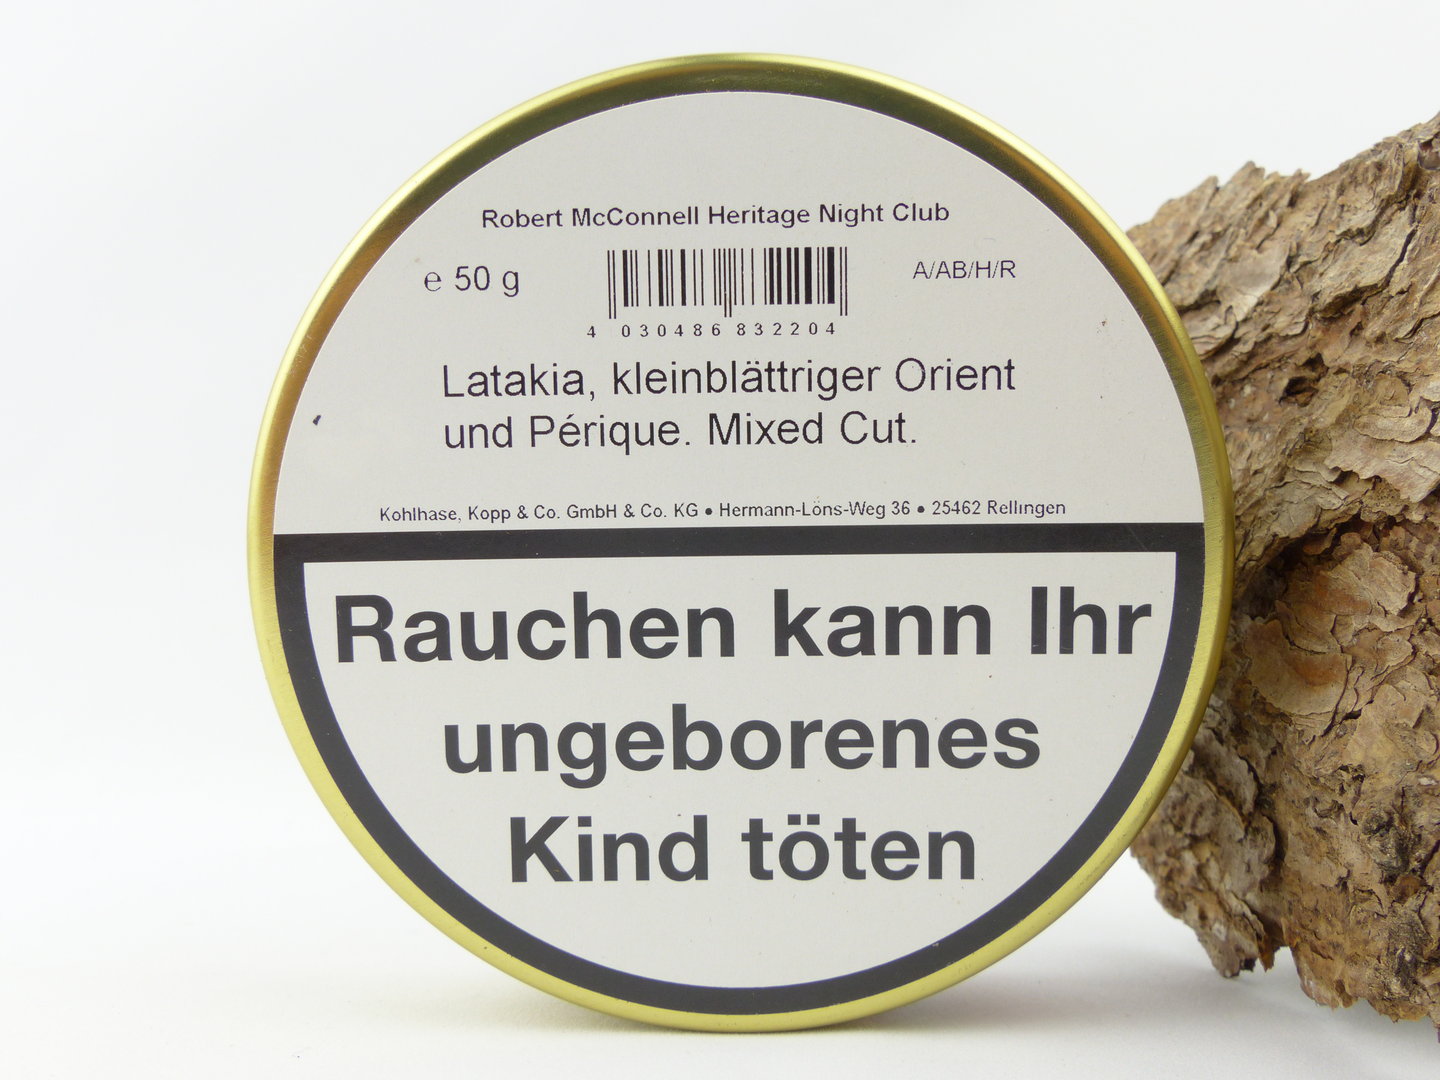 Robert McConnell Heritage Night Club
℮ 50 g
A/AB/H/R
4 030486 832204
Latakia, kleinblättriger Orient
und Périque. Mixed Cut.
Kohlhase, Kopp & Co. GmbH & Co. KG • Hermann-Löns-Weg 36 • 25462 Rellingen
Rauchen kann Ihr
ungeborenes
Kind töten